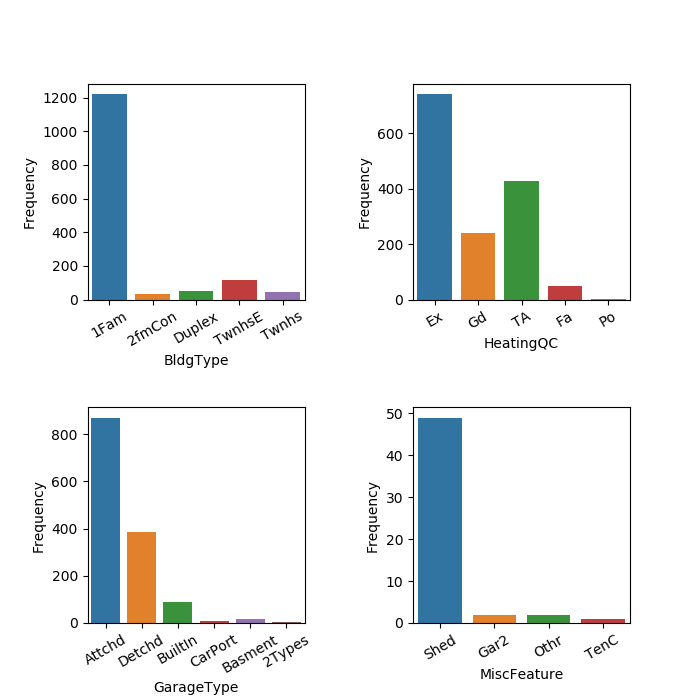 1200
1000
800
600
400
200
0
Frequency
1Fam
2fmCon
Duplex
TwnhsE
Twnhs
BldgType
600
400
200
0
Frequency
Ex
Gd
TA
Fa
Po
HeatingQC
800
600
400
200
0
Frequency
Attchd
Detchd
BuiltIn
CarPort
Basment
2Types
GarageType
50
40
30
20
10
0
Frequency
Shed
Gar2
Othr
TenC
MiscFeature